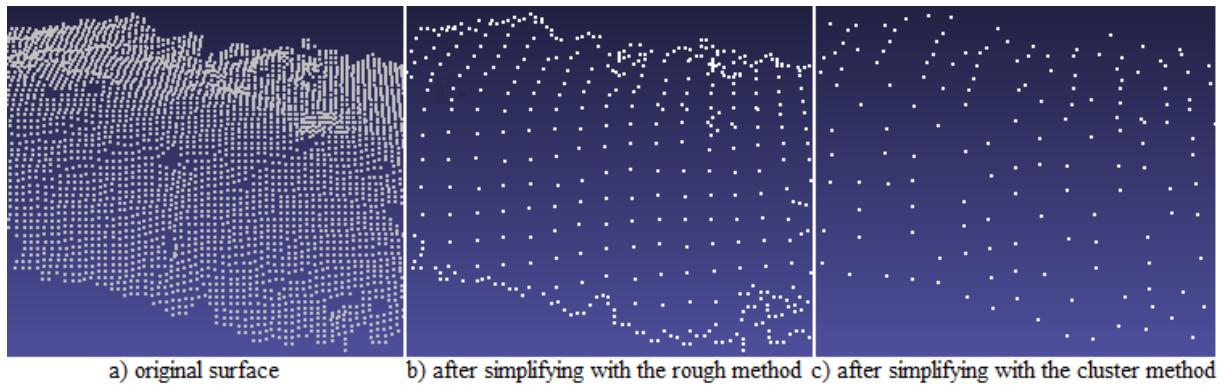 a) original surface
b) after simplifying with the rough method
c) after simplifying with the cluster method